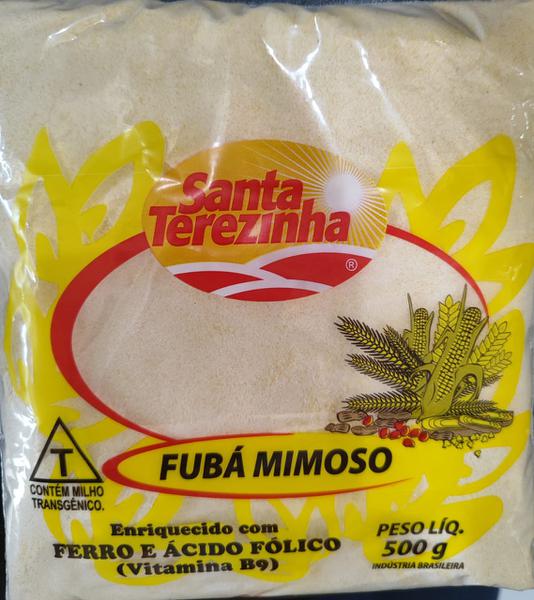 Santa
Terezinha
®
FUBÁ MIMOSO
T
CONTÉM MILHO
TRANSGÊNICO.
Enriquecido com
FERRO E ÁCIDO FÓLICO
(Vitamina B9)
PESO LÍQ.
500 g
INDÚSTRIA BRASILEIRA